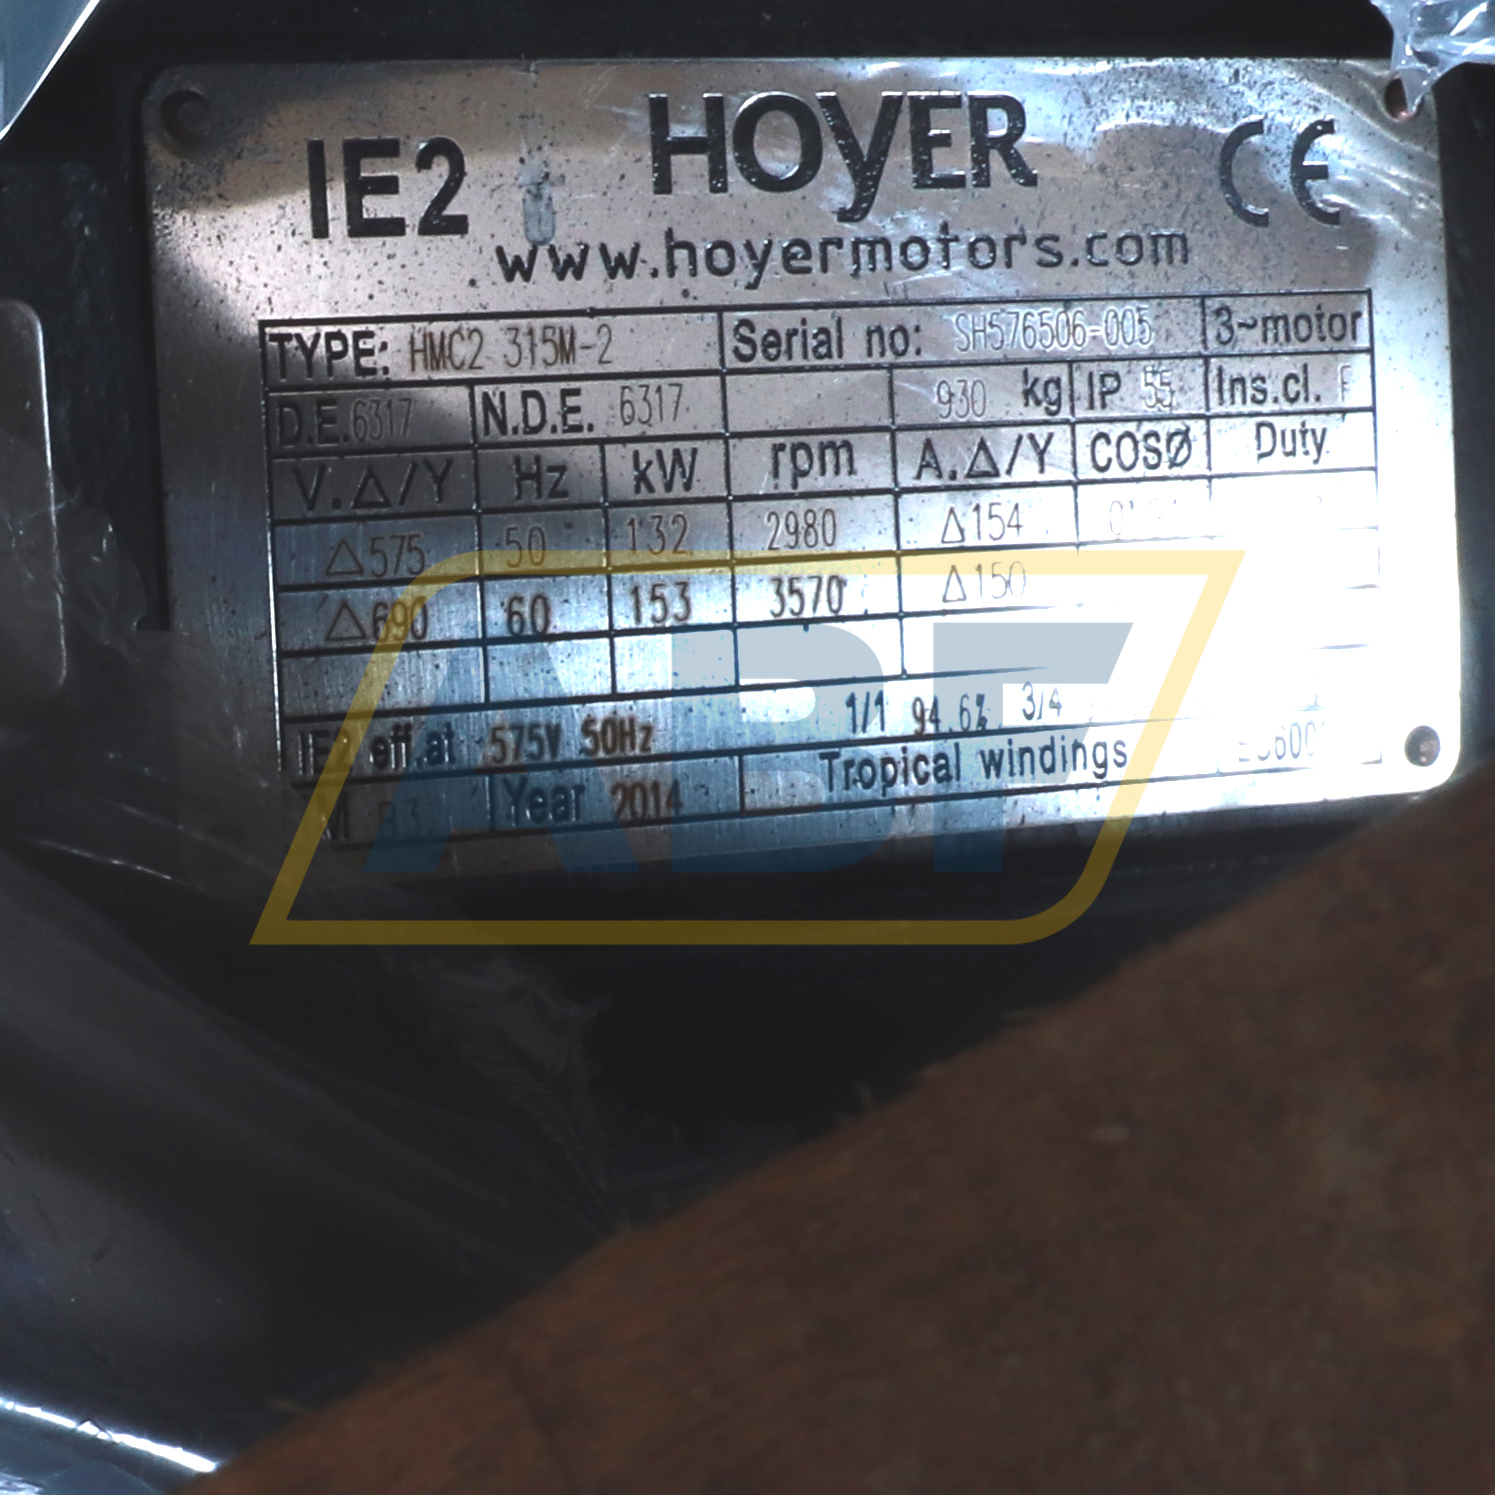 IE2 HOYER CE
www.hoyermotors.com
TYPE: HMC2 315M-2 Serial no: SH576506-005 3~motor
D.E. 6317 N.D.E. 6317 930 kg IP 55 Ins.cl. F
V.Δ/Y Hz kW rpm A.Δ/Y COSØ Duty
Δ575 50 132 2980 Δ154
Δ690 60 153 3570 Δ150
IE2 eff.at 575V 50Hz 1/1 94.6% 3/4
B3 Year 2014 Tropical windings
ABF